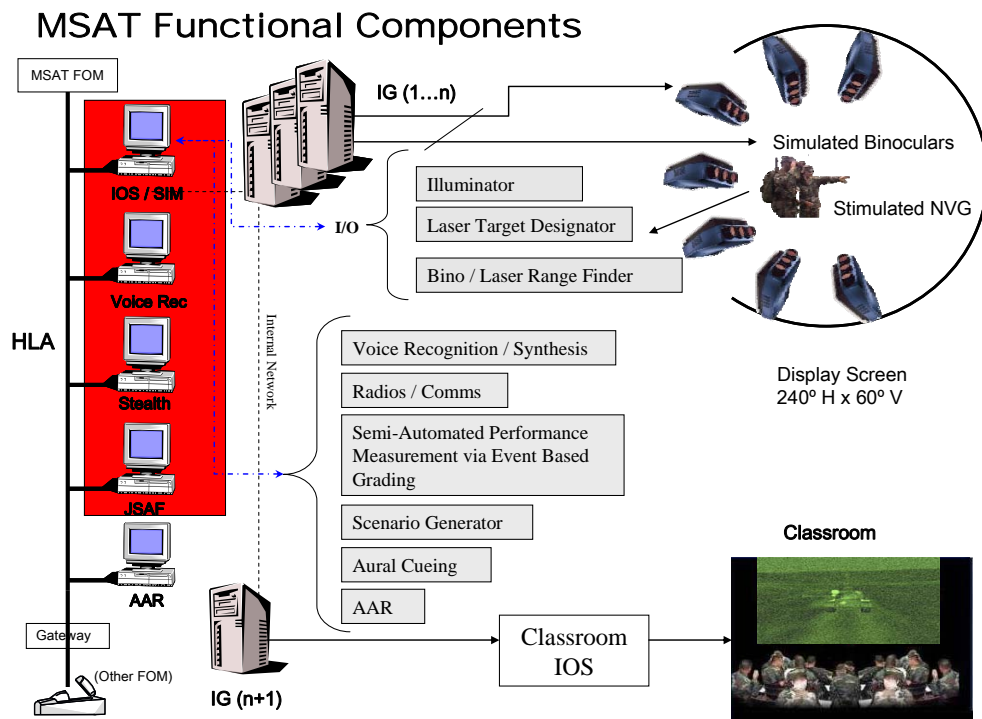 MSAT Functional Components
MSAT FOM
IG (1...n)
Simulated Binoculars
Stimulated NVG
IOS / SIM
Illuminator
Laser Target Designator
I/O
Bino / Laser Range Finder
Voice Rec
HLA
Internal Network
Voice Recognition / Synthesis
Radios / Comms
Semi-Automated Performance
Measurement via Event Based
Grading
Scenario Generator
Aural Cueing
AAR
Display Screen
240º H x 60º V
Stealth
JSAF
AAR
Gateway
(Other FOM)
IG (n+1)
Classroom
IOS
Classroom